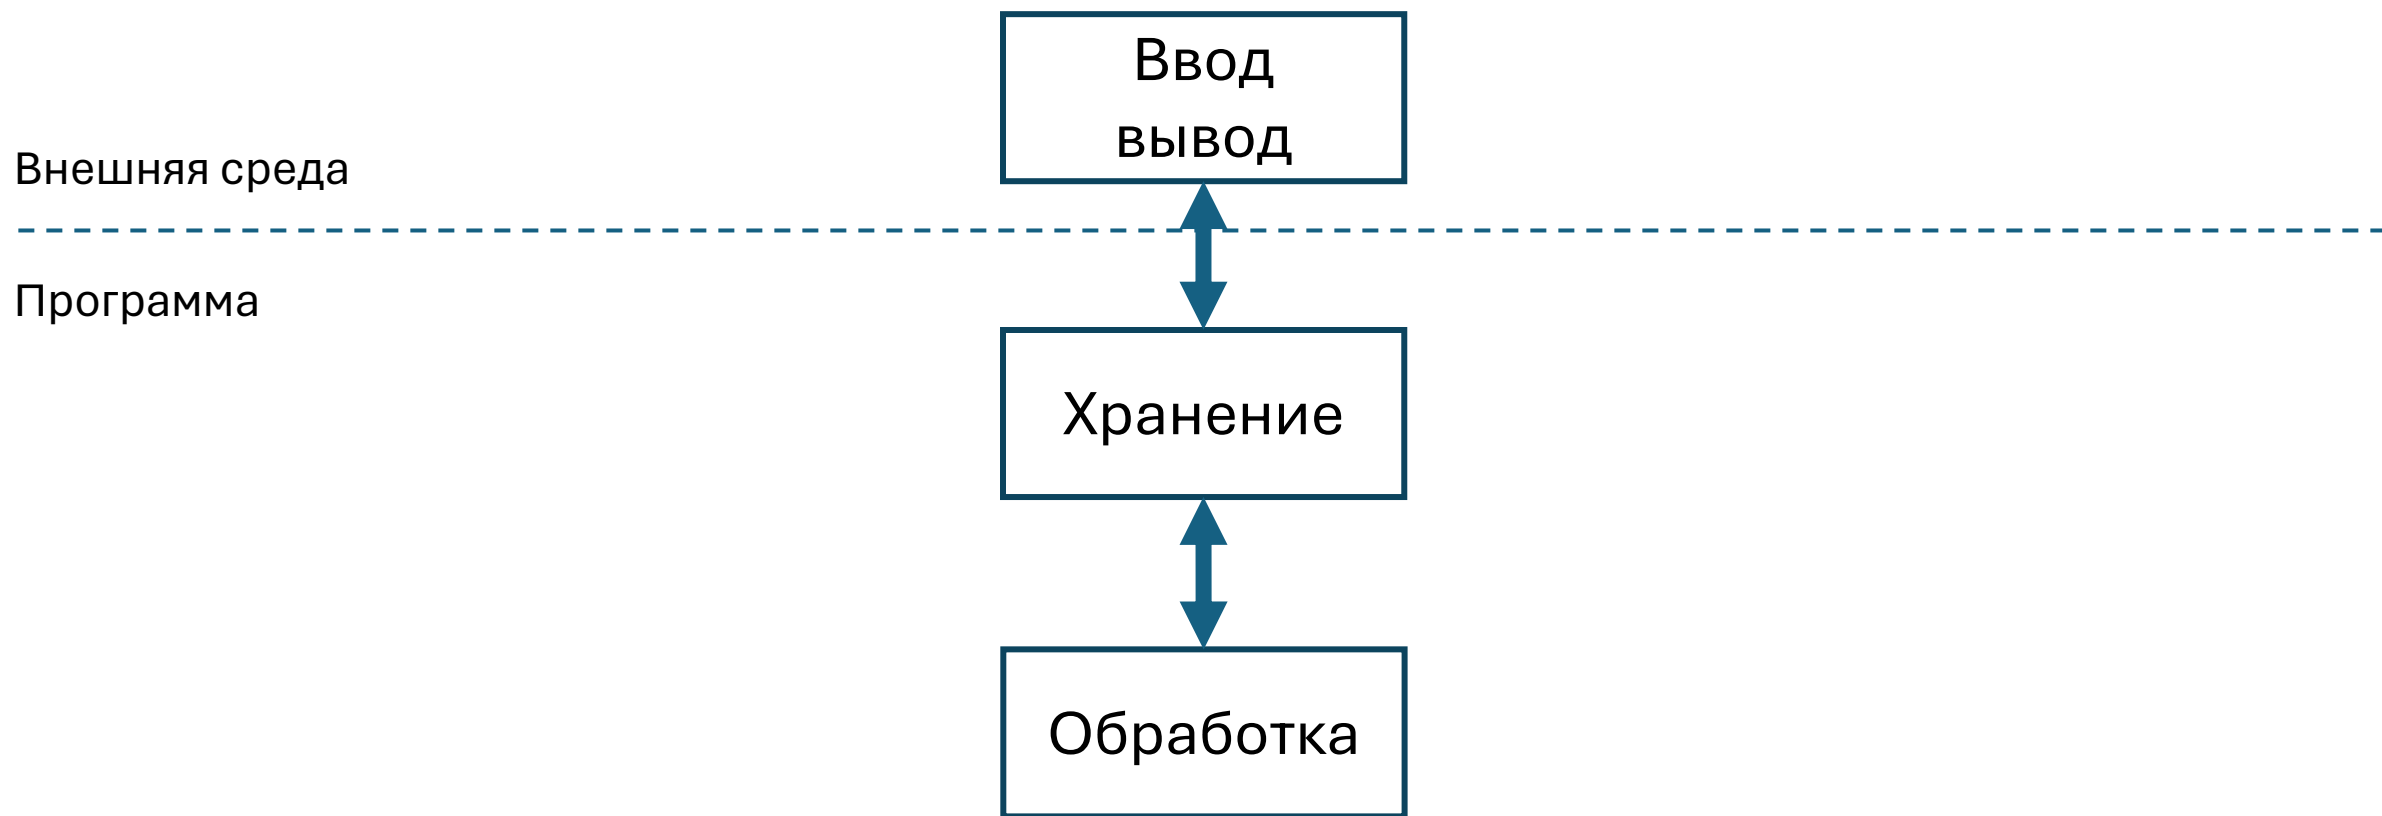 Ввод
вывод
Внешняя среда
Программа
Хранение
Обработка